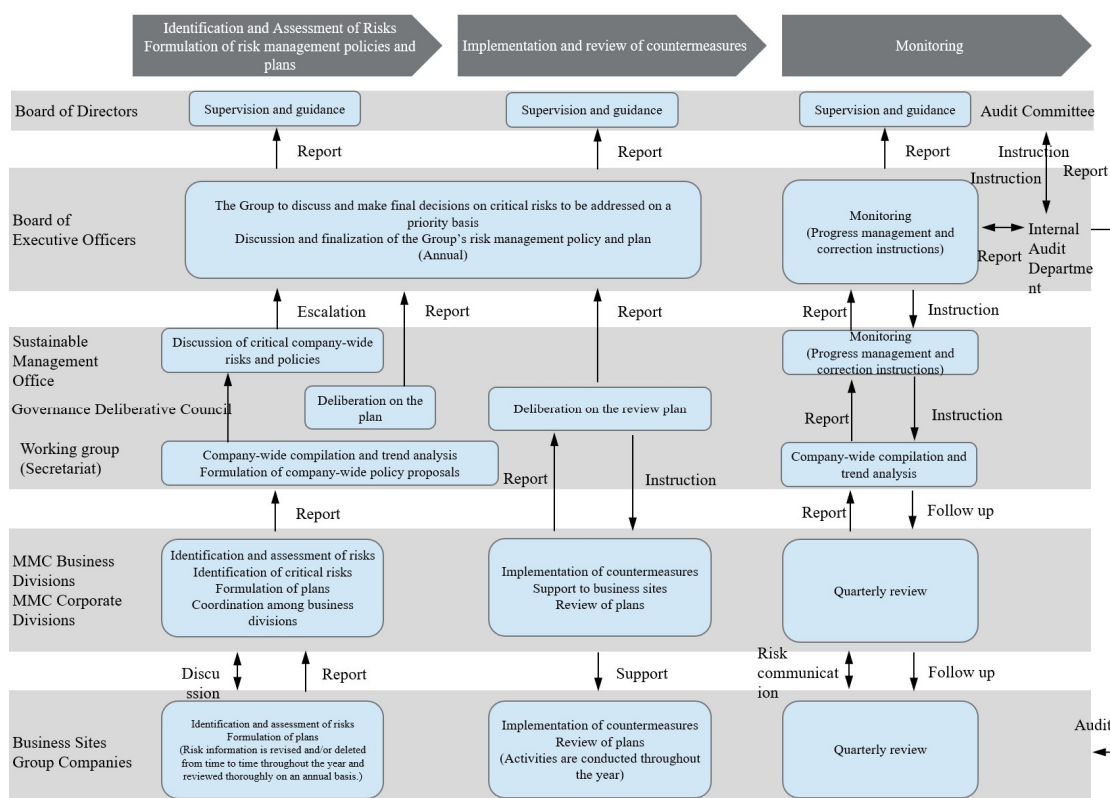 Identification and Assessment of Risks
Formulation of risk management policies and
plans
Implementation and review of countermeasures
Monitoring
Board of Directors
Supervision and guidance
Supervision and guidance
Supervision and guidance
Audit Committee
Report
Report
Report
Instruction
Instruction
Report
Board of
Executive Officers
The Group to discuss and make final decisions on critical risks to be addressed on a
priority basis
Discussion and finalization of the Group's risk management policy and plan
(Annual)
Monitoring
(Progress management and
correction instructions)
Report
Internal
Audit
Departme
nt
Escalation
Report
Report
Report
Instruction
Sustainable
Management
Office
Discussion of critical company-wide
risks and policies
Monitoring
(Progress management and
correction instructions)
Governance Deliberative Council
Deliberation on the
plan
Deliberation on the review plan
Report
Instruction
Working group
(Secretariat)
Company-wide compilation and trend analysis
Formulation of company-wide policy proposals
Report
Instruction
Company-wide compilation and
trend analysis
Report
Report
Follow up
MMC Business
Divisions
MMC Corporate
Divisions
Identification and assessment of risks
Identification of critical risks
Formulation of plans
Coordination among business
divisions
Implementation of countermeasures
Support to business sites
Review of plans
Quarterly review
Discu
ssion
Report
Support
Risk
communicat
ion
Follow up
Business Sites
Group Companies
Identification and assessment of risks
Formulation of plans
(Risk information is revised and/or deleted
from time to time throughout the year and
reviewed thoroughly on an annual basis.)
Implementation of countermeasures
Review of plans
(Activities are conducted throughout
the year)
Quarterly review
Audit